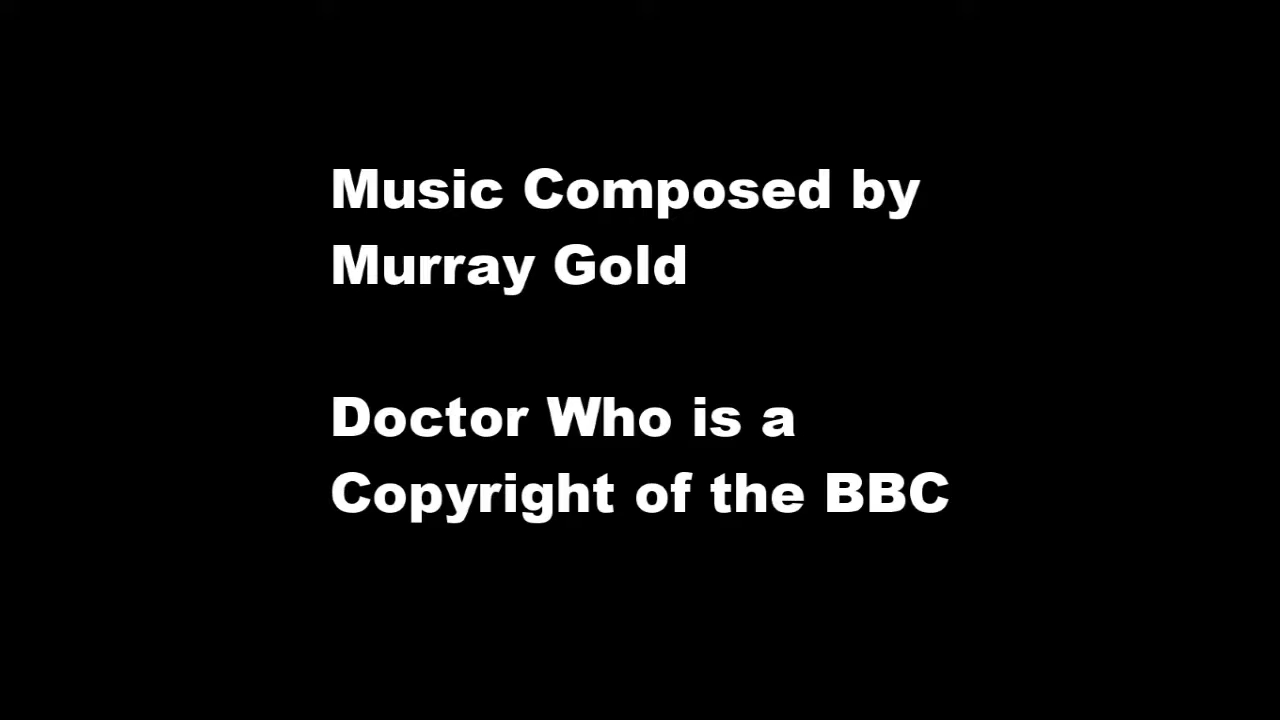 Music Composed by
Murray Gold
Doctor Who is a
Copyright of the BBC